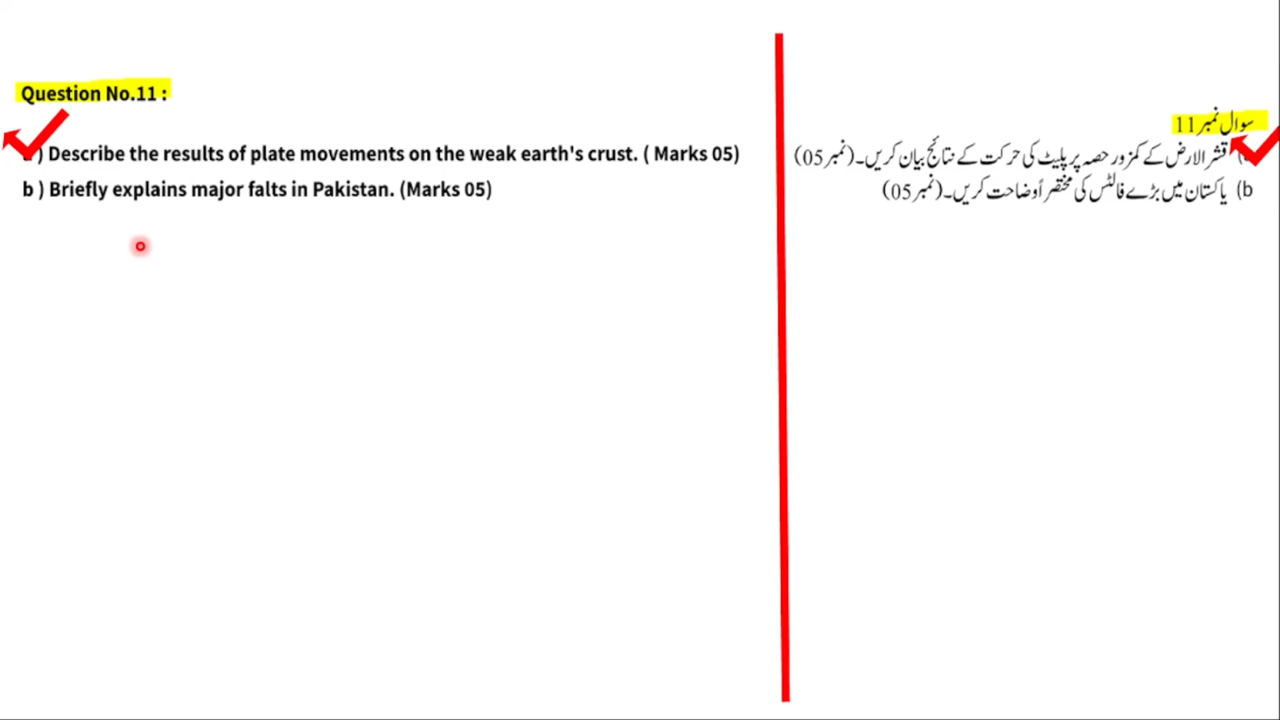 Question No.11 :
a ) Describe the results of plate movements on the weak earth's crust. ( Marks 05)
b ) Briefly explains major falts in Pakistan. (Marks 05)
سوال نمبر 11
قشر الارض کے کمزور حصہ پر پلیٹ کی حرکت کے نتائج بیان کریں۔ (نمبر 05)
b) پاکستان میں بڑے فالٹس کی مختصر اًوضاحت کریں۔ (نمبر 05)